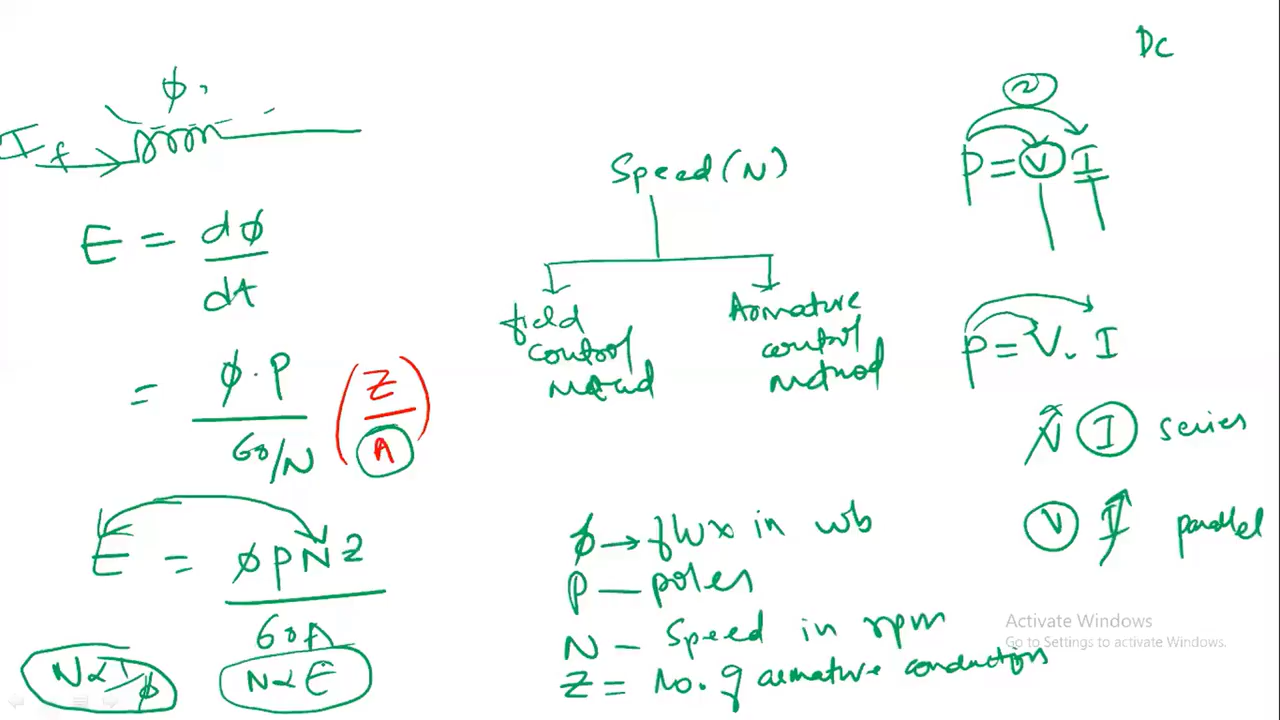 DC
ϕ
I_f
P = V I
Speed (N)
E = dϕ/dt
field control method
Armature control method
P = V. I
= ϕ.P / 60/N (Z/A)
V I series
V I parallel
E = ϕPNZ / 60A
N ∝ 1/ϕ
N ∝ E
ϕ → flux in wb
P — poles
N — Speed in rpm
Z = No. of armature conductors
Activate Windows
Go to Settings to activate Windows.